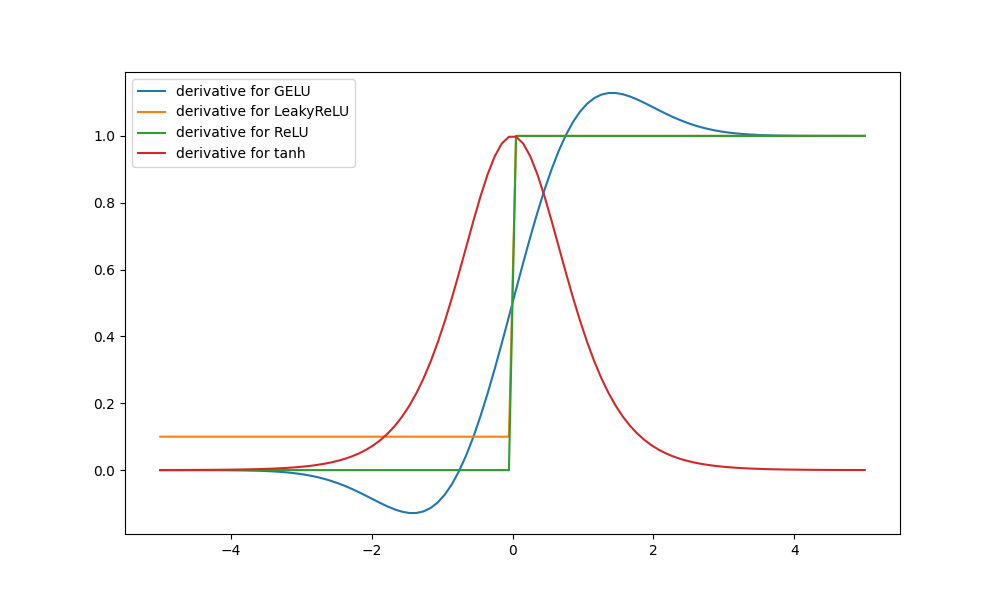 derivative for GELU
derivative for LeakyReLU
derivative for ReLU
derivative for tanh
1.0
0.8
0.6
0.4
0.2
0.0
−4 −2 0 2 4